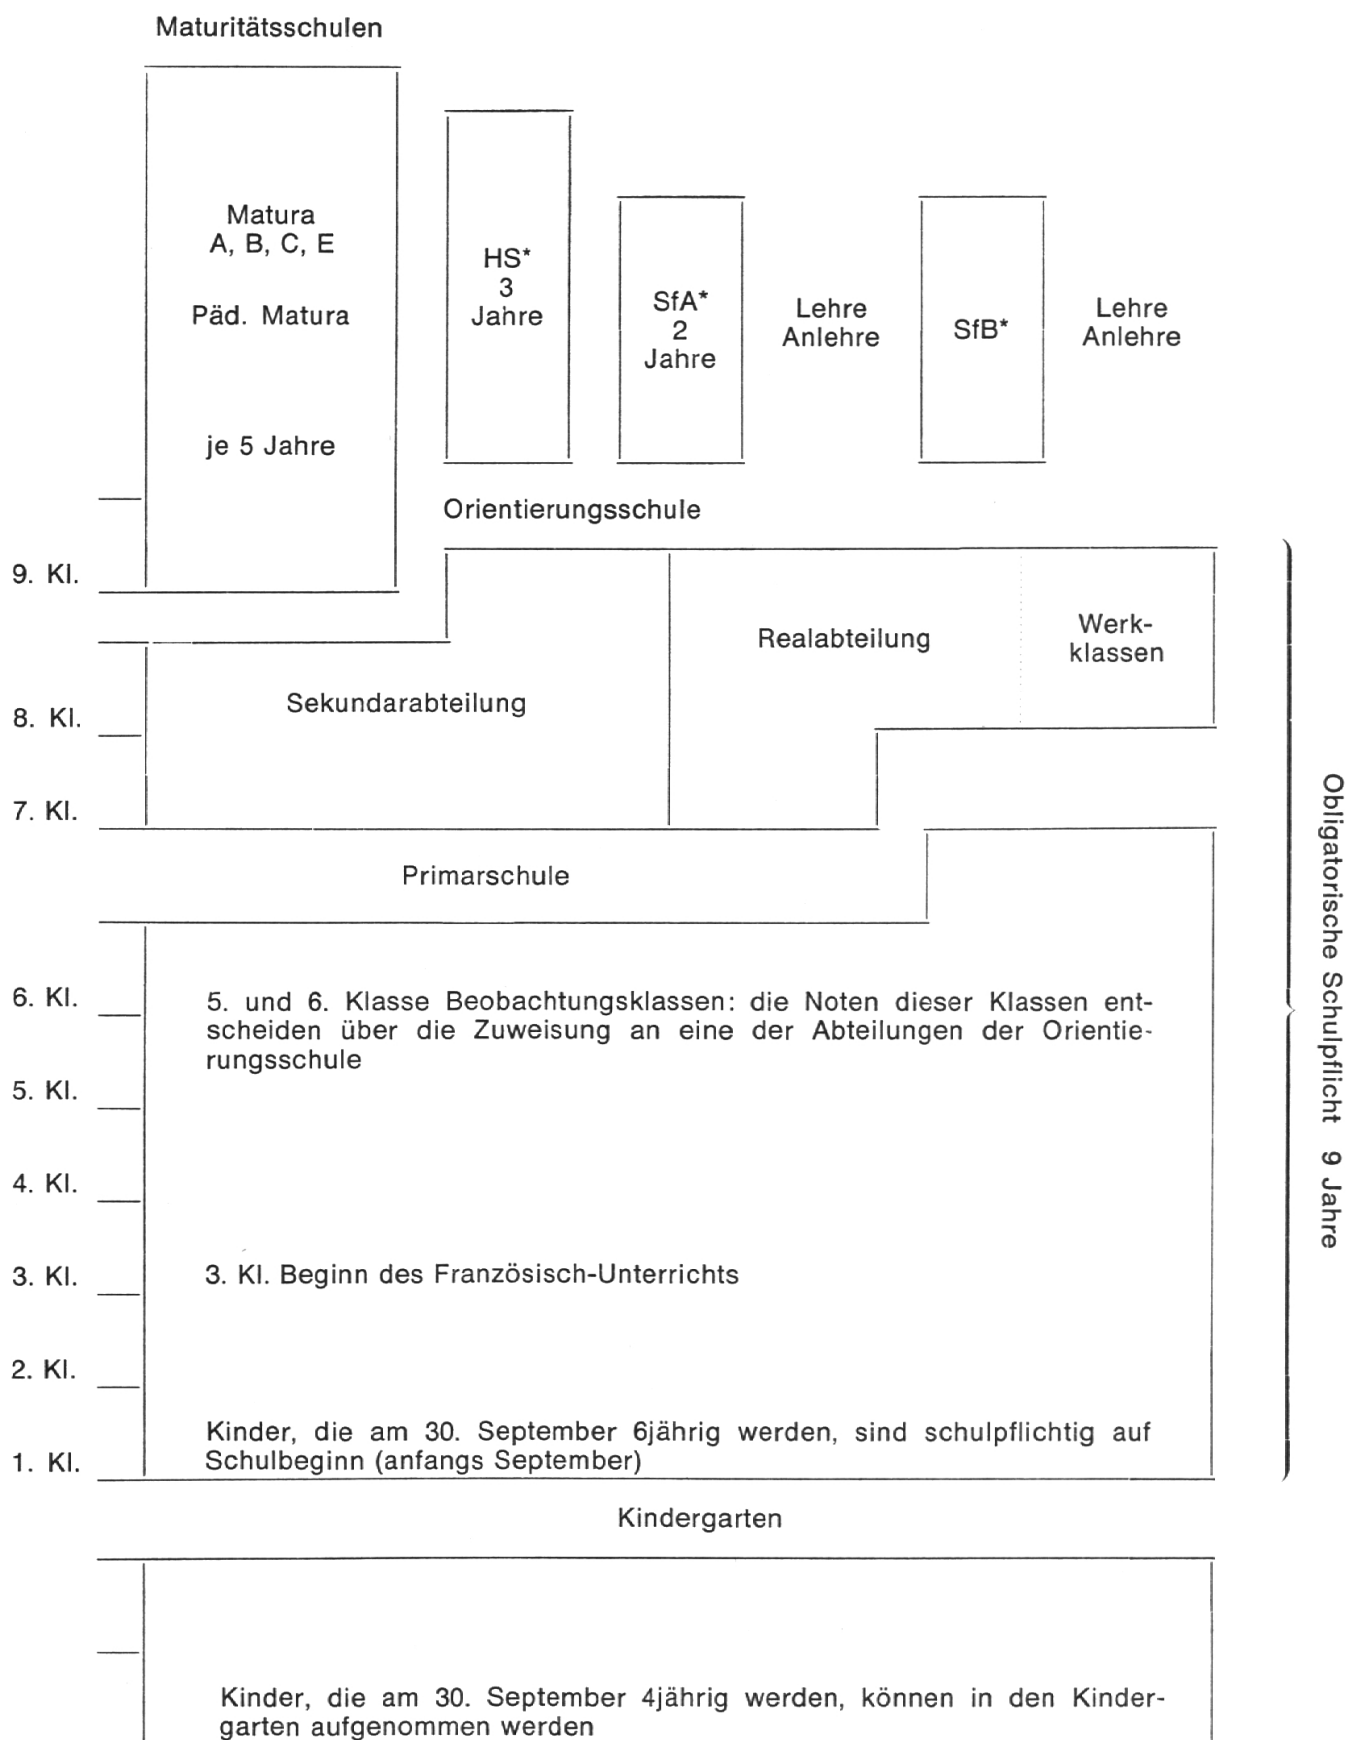 Maturitätsschulen
Matura
A, B, C, E
Päd. Matura
je 5 Jahre
HS*
3
Jahre
SfA*
2
Jahre
Lehre
Anlehre
SfB*
Lehre
Anlehre
Orientierungsschule
9. Kl.
Realabteilung
Werk-
klassen
Sekundarabteilung
8. Kl.
7. Kl.
Primarschule
6. Kl.
5. und 6. Klasse Beobachtungsklassen: die Noten dieser Klassen ent-
scheiden über die Zuweisung an eine der Abteilungen der Orientie-
rungsschule
5. Kl.
4. Kl.
3. Kl.
3. Kl. Beginn des Französisch-Unterrichts
2. Kl.
Kinder, die am 30. September 6jährig werden, sind schulpflichtig auf
Schulbeginn (anfangs September)
1. Kl.
Obligatorische Schulpflicht 9 Jahre
Kindergarten
Kinder, die am 30. September 4jährig werden, können in den Kinder-
garten aufgenommen werden